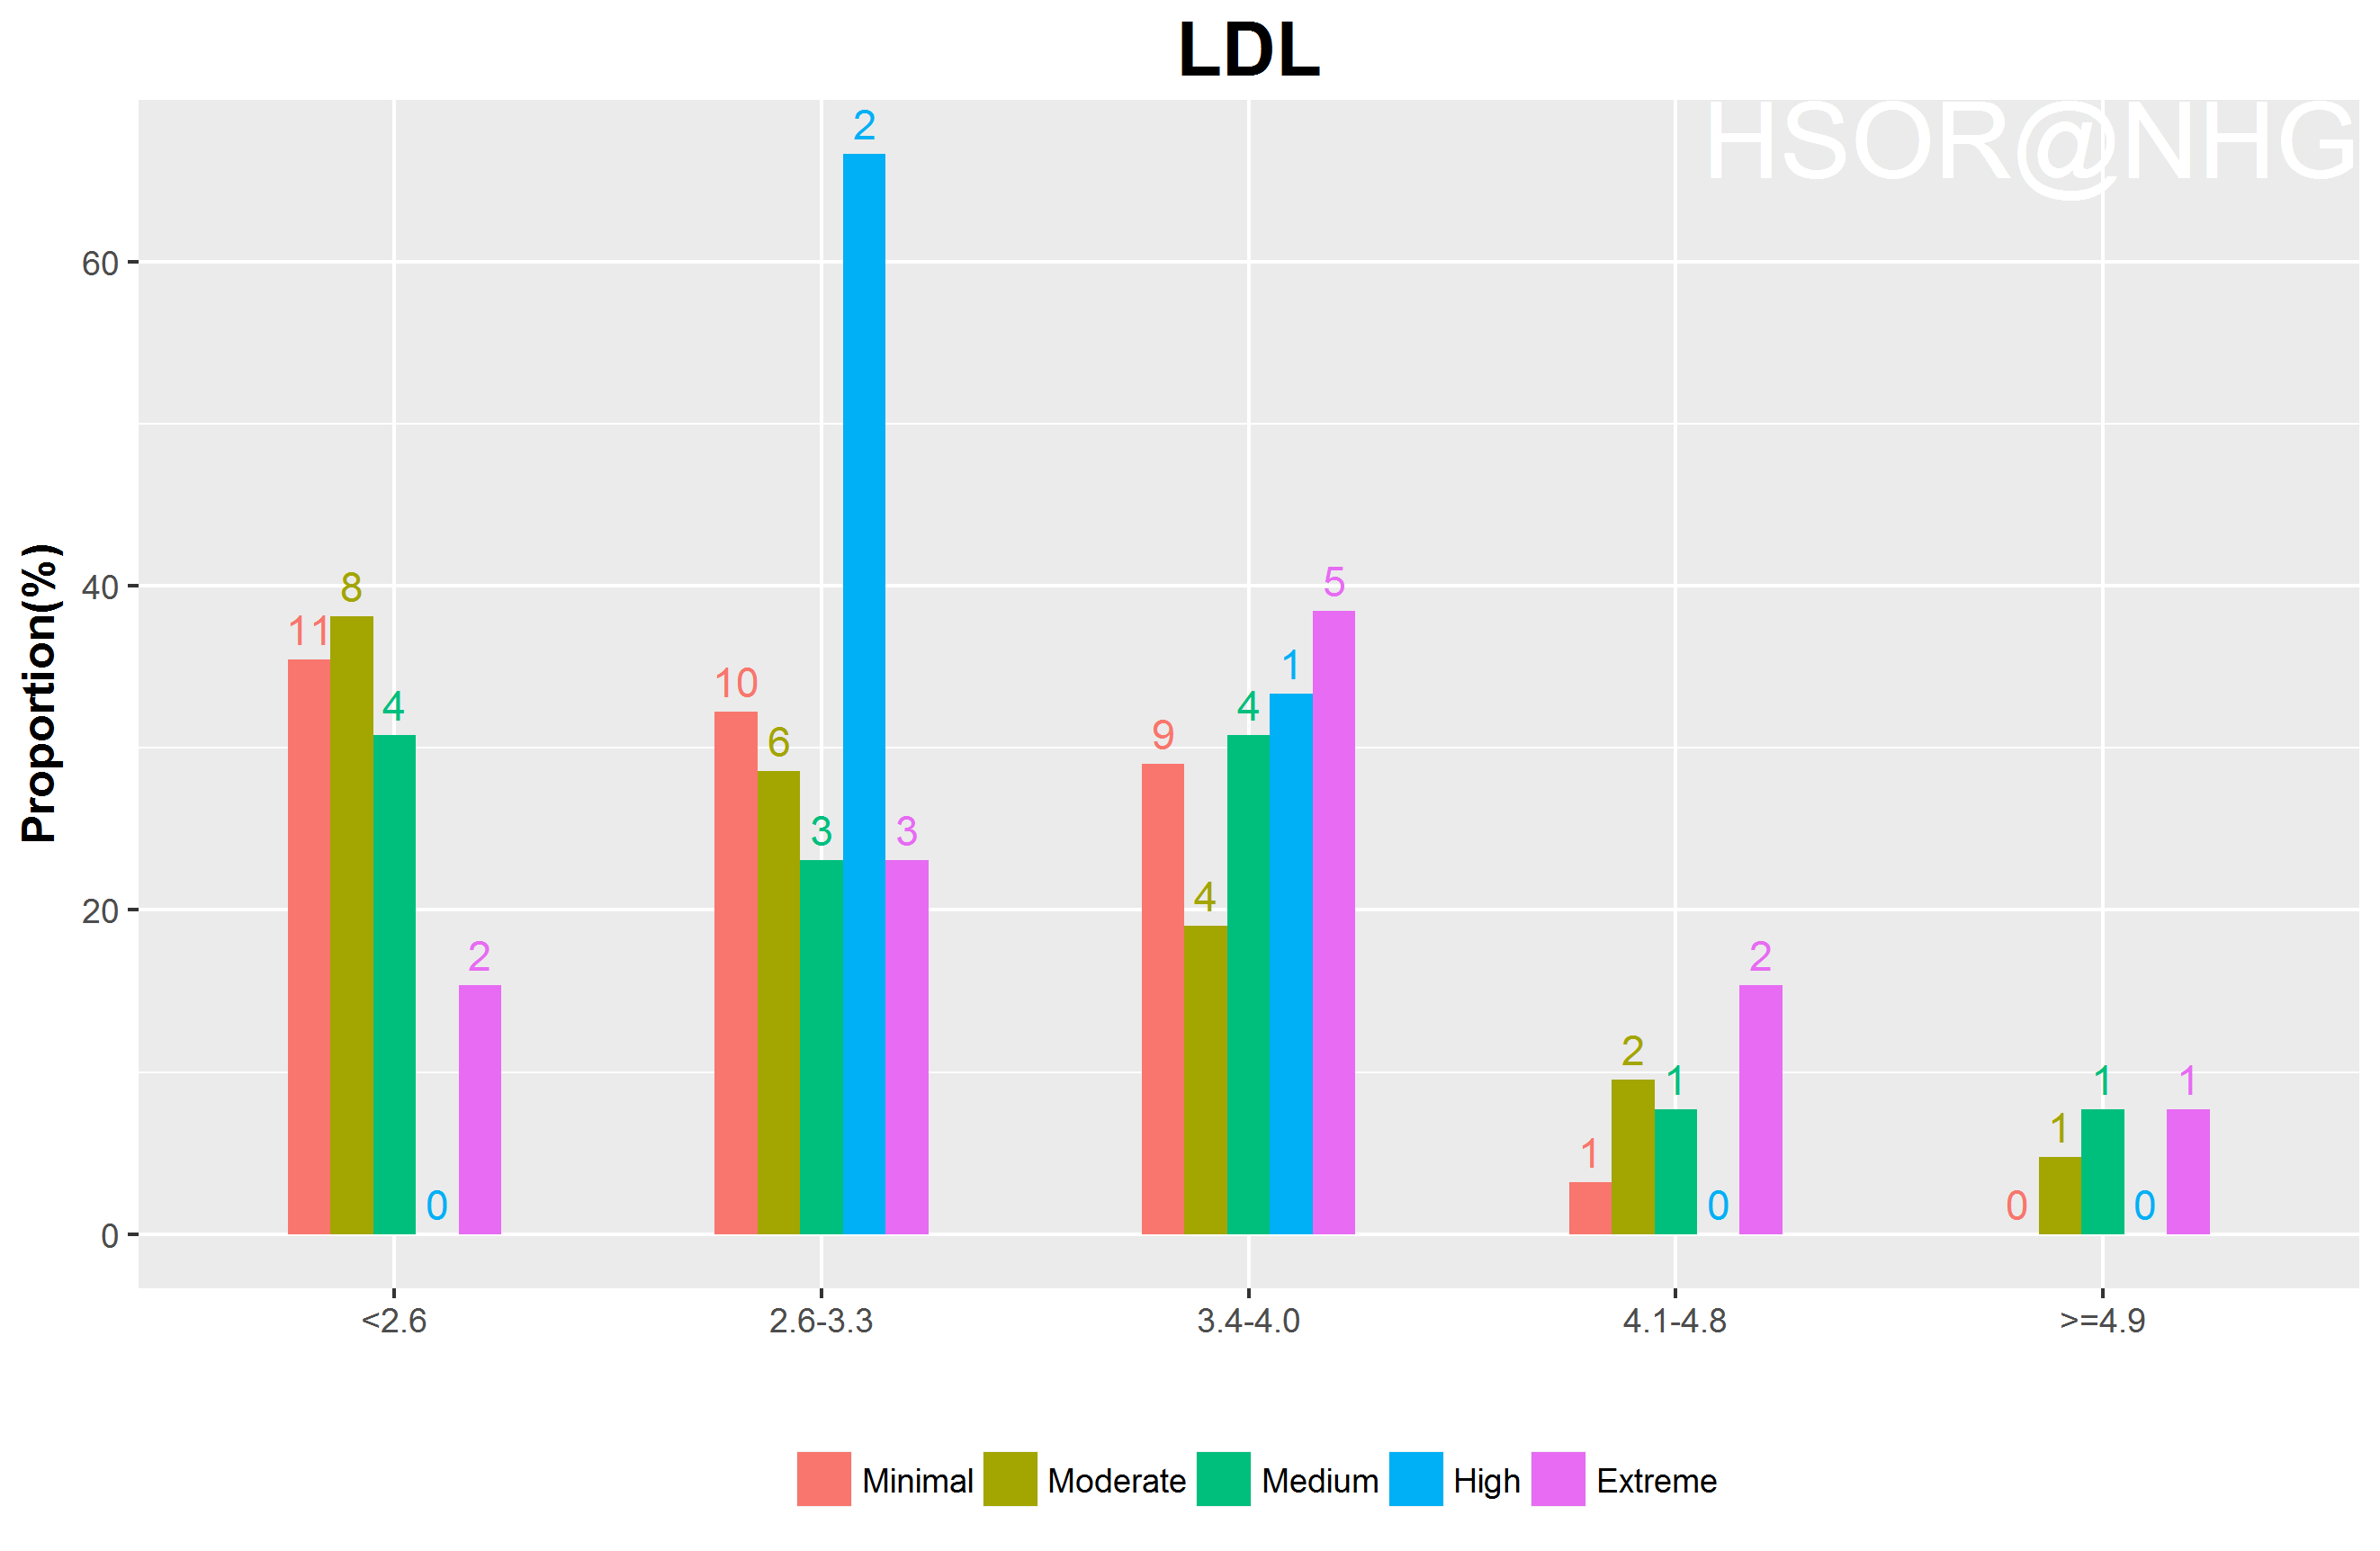 LDL
HSOR@NHG
Proportion(%)
60
40
20
0
11 8 4 0 2
10 6 3 2 3
9 4 4 1 5
1 2 1 0 2
0 1 1 0 1
<2.6 2.6-3.3 3.4-4.0 4.1-4.8 >=4.9
Minimal Moderate Medium High Extreme